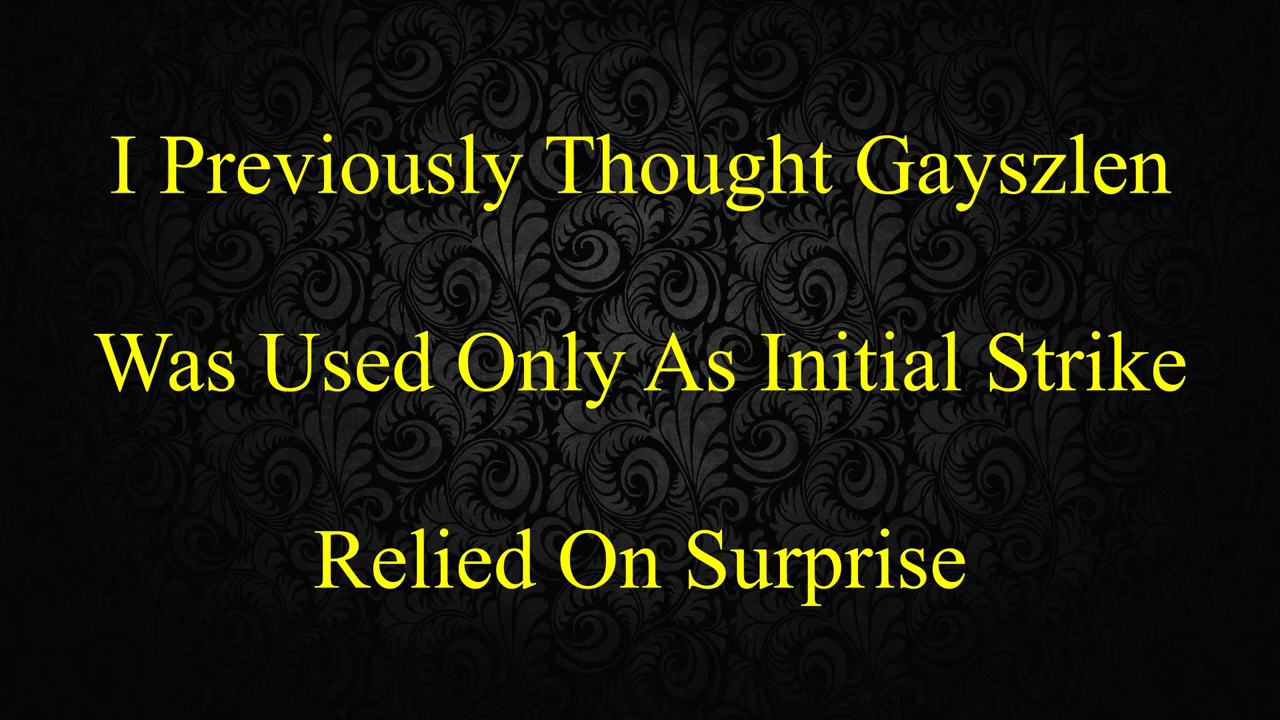 I Previously Thought Gayszlen
Was Used Only As Initial Strike
Relied On Surprise